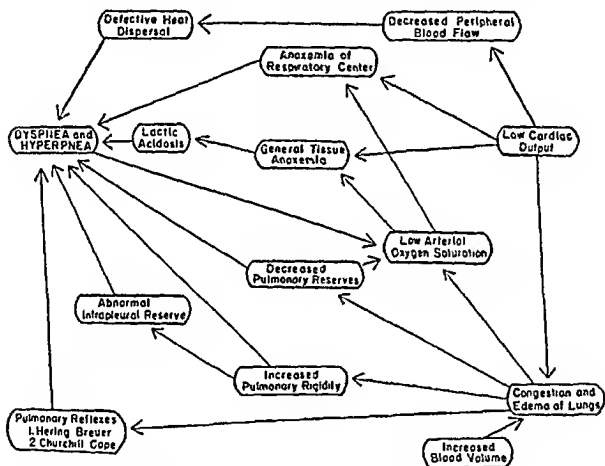 Defective Heat
Dispersal
Decreased Peripheral
Blood Flow
Anoxemia of
Respiratory Center
DYSPNEA and
HYPERPNEA
Lactic
Acidosis
General Tissue
Anoxemia
Low Cardiac
Output
Low Arterial
Oxygen Saturation
Decreased
Pulmonary Reserves
Abnormal
Intrapleural Reserve
Increased
Pulmonary Rigidity
Congestion and
Edema of Lungs
Pulmonary Reflexes
1. Hering Breuer
2 Churchill Cope
Increased
Blood Volume